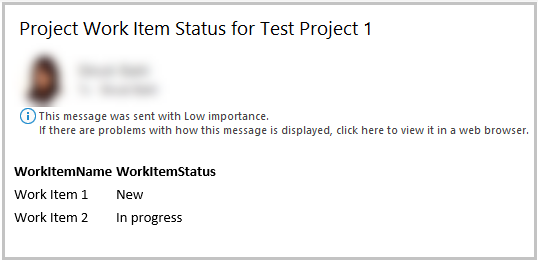 Project Work Item Status for Test Project 1
This message was sent with Low importance.
If there are problems with how this message is displayed, click here to view it in a web browser.
WorkItemName WorkItemStatus
Work Item 1 New
Work Item 2 In progress